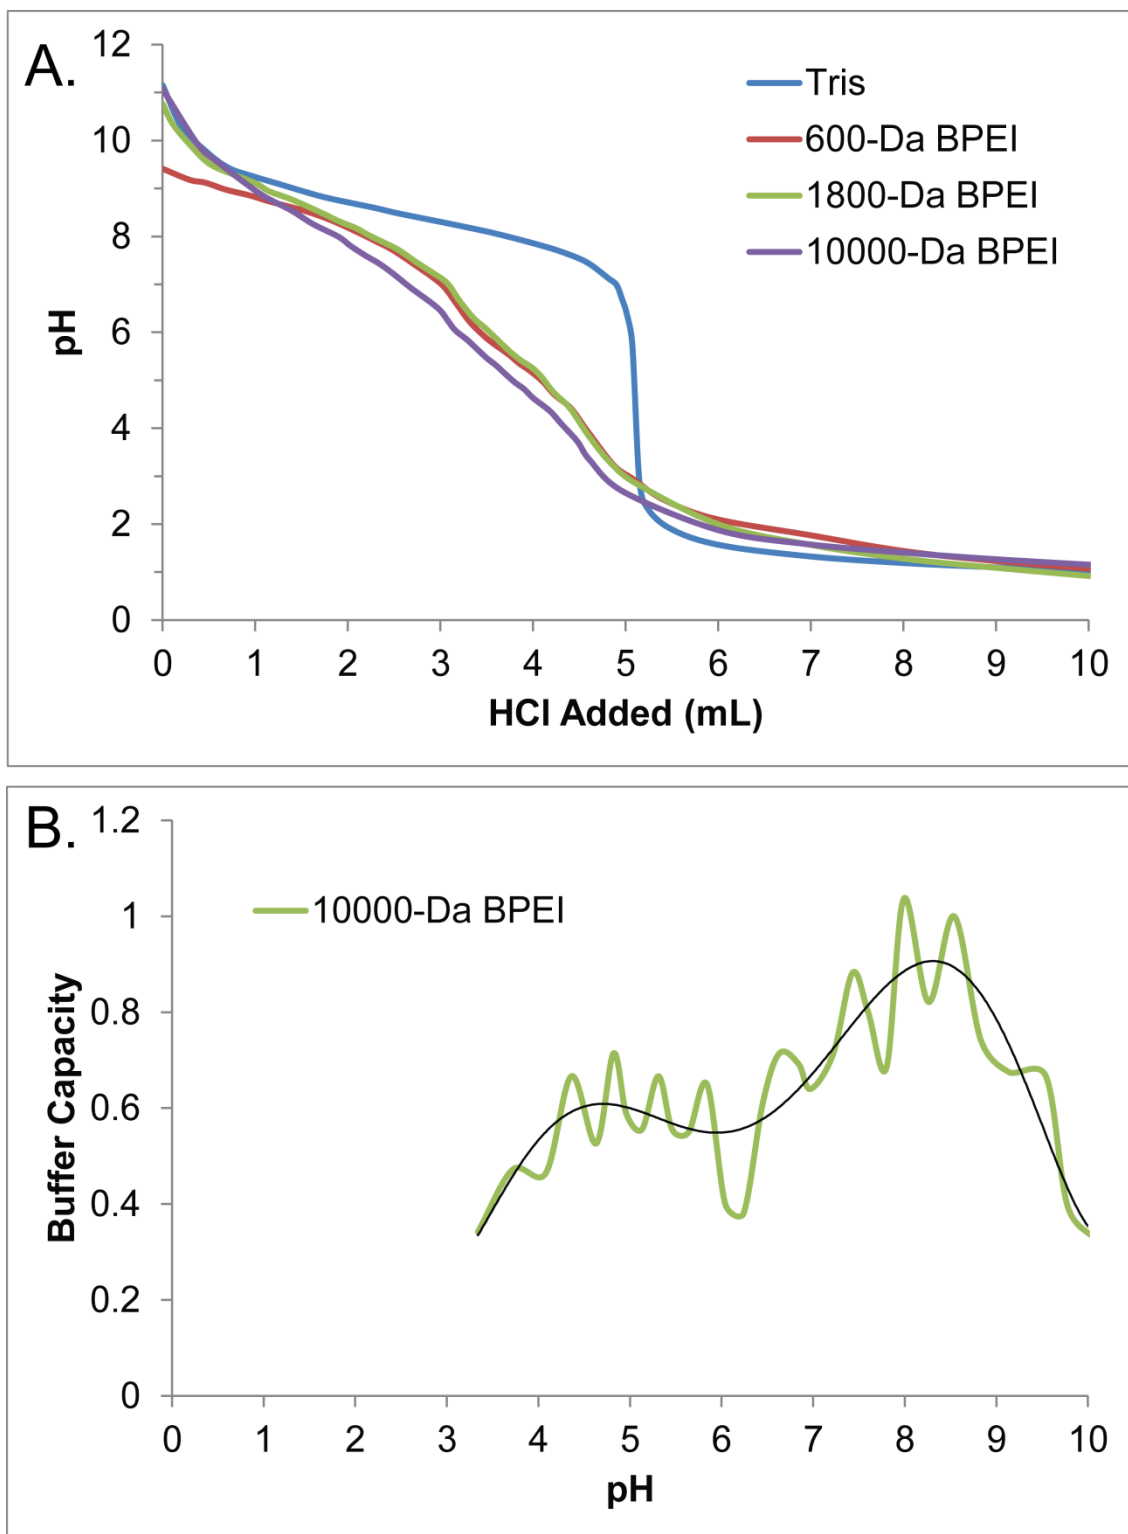 A.
12
10
8
6
4
2
0
pH
Tris
600-Da BPEI
1800-Da BPEI
10000-Da BPEI
0 1 2 3 4 5 6 7 8 9 10
HCl Added (mL)
B.
1.2
1
0.8
0.6
0.4
0.2
0
Buffer Capacity
10000-Da BPEI
0 1 2 3 4 5 6 7 8 9 10
pH